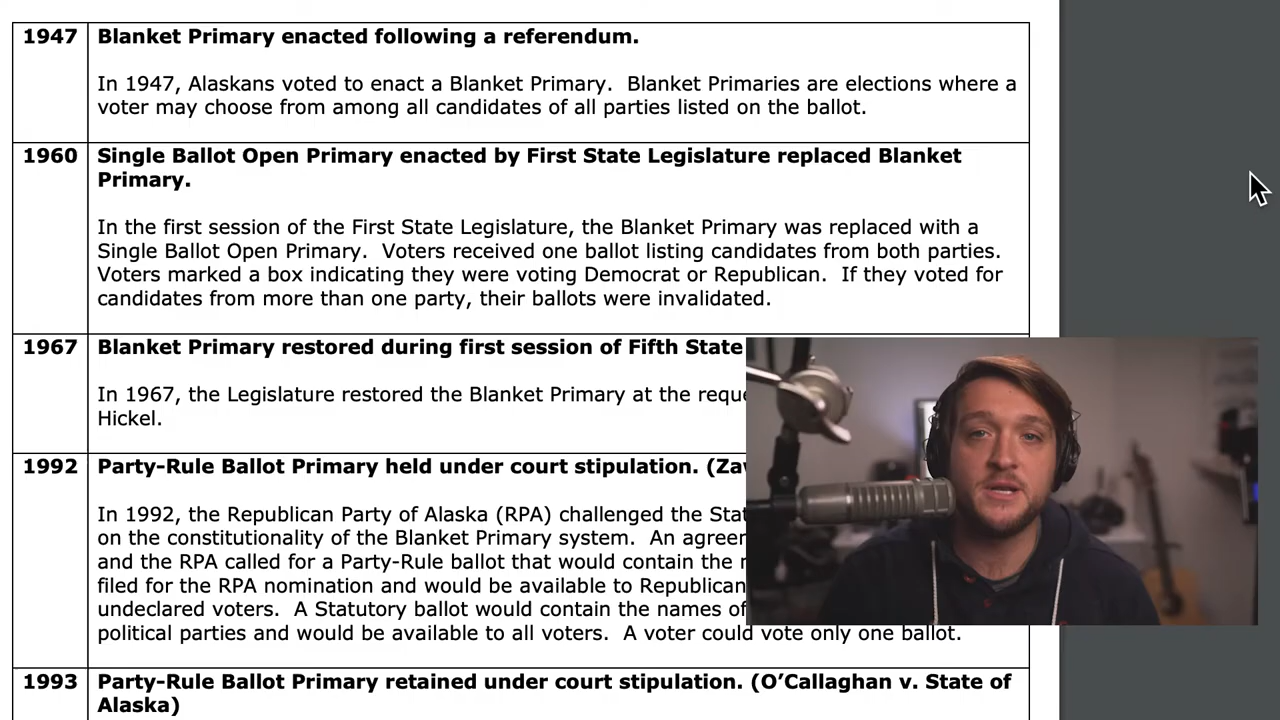 1947
Blanket Primary enacted following a referendum.
In 1947, Alaskans voted to enact a Blanket Primary.  Blanket Primaries are elections where a
voter may choose from among all candidates of all parties listed on the ballot.
1960
Single Ballot Open Primary enacted by First State Legislature replaced Blanket
Primary.
In the first session of the First State Legislature, the Blanket Primary was replaced with a
Single Ballot Open Primary.  Voters received one ballot listing candidates from both parties.
Voters marked a box indicating they were voting Democrat or Republican.  If they voted for
candidates from more than one party, their ballots were invalidated.
1967
Blanket Primary restored during first session of Fifth State
In 1967, the Legislature restored the Blanket Primary at the
Hickel.
1992
Party-Rule Ballot Primary held under court stipulation.
In 1992, the Republican Party of Alaska (RPA) challenged the
on the constitutionality of the Blanket Primary system.  An
and the RPA called for a Party-Rule ballot that would contain the
filed for the RPA nomination and would be available to Republican
undeclared voters.  A Statutory ballot would contain the names of
political parties and would be available to all voters.  A voter could vote only one ballot.
1993
Party-Rule Ballot Primary retained under court stipulation. (O’Callaghan v. State of
Alaska)